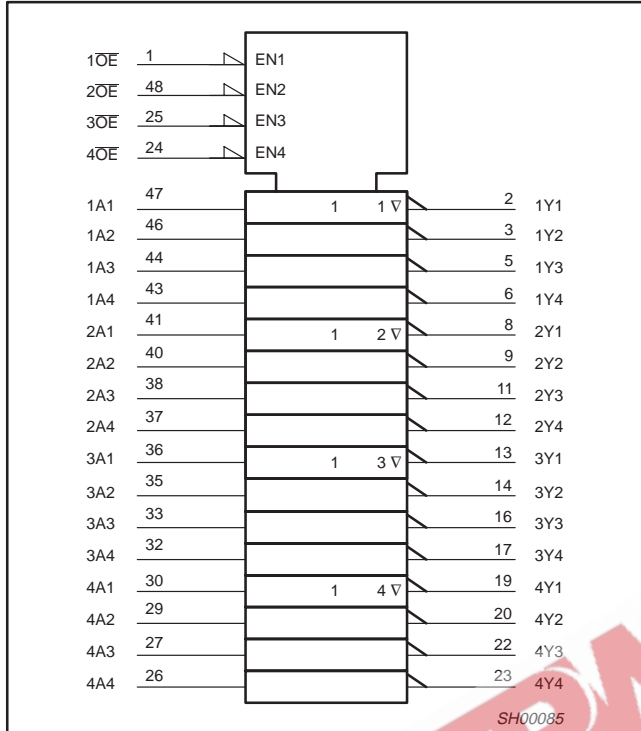 1O̅E̅ 1 EN1
2O̅E̅ 48 EN2
3O̅E̅ 25 EN3
4O̅E̅ 24 EN4
1A1 47 1 1 ∇ 2 1Y1
1A2 46 3 1Y2
1A3 44 5 1Y3
1A4 43 6 1Y4
2A1 41 1 2 ∇ 8 2Y1
2A2 40 9 2Y2
2A3 38 11 2Y3
2A4 37 12 2Y4
3A1 36 1 3 ∇ 13 3Y1
3A2 35 14 3Y2
3A3 33 16 3Y3
3A4 32 17 3Y4
4A1 30 1 4 ∇ 19 4Y1
4A2 29 20 4Y2
4A3 27 22 4Y3
4A4 26 23 4Y4
SH00085